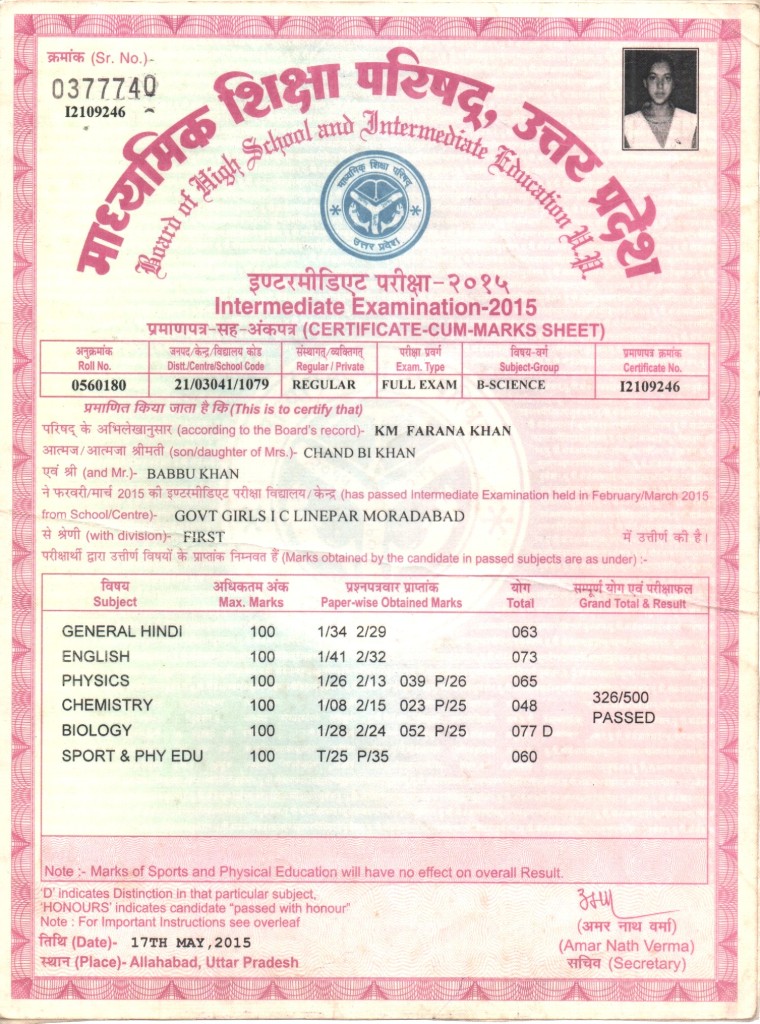 क्रमांक (Sr. No.)-
0377740
I2109246
माध्यमिक शिक्षा परिषद्, उत्तर प्रदेश
Board of High School and Intermediate Education U.P.
माध्यमिक शिक्षा परिषद्
उत्तर प्रदेश
इण्टरमीडिएट परीक्षा-२०१५
Intermediate Examination-2015
प्रमाणपत्र-सह-अंकपत्र (CERTIFICATE-CUM-MARKS SHEET)
अनुक्रमांक जनपद/केन्द्र/विद्यालय कोड संस्थागत/व्यक्तिगत् परीक्षा प्रवर्ग विषय-वर्ग प्रमाणपत्र क्रमांक
Roll No. Distt./Centre/School Code Regular / Private Exam. Type Subject-Group Certificate No.
0560180 21/03041/1079 REGULAR FULL EXAM B-SCIENCE I2109246
प्रमाणित किया जाता है कि (This is to certify that)
परिषद् के अभिलेखानुसार (according to the Board's record)- KM FARANA KHAN
आत्मज/आत्मजा श्रीमती (son/daughter of Mrs.)- CHAND BI KHAN
एवं श्री (and Mr.)- BABBU KHAN
ने फरवरी/मार्च 2015 की इण्टरमीडिएट परीक्षा विद्यालय/ केन्द्र (has passed Intermediate Examination held in February/March 2015
from School/Centre)- GOVT GIRLS I C LINEPAR MORADABAD
से श्रेणी (with division)- FIRST में उत्तीर्ण की है।
परीक्षार्थी द्वारा उत्तीर्ण विषयों के प्राप्तांक निम्नवत हैं (Marks obtained by the candidate in passed subjects are as under) :-
विषय अधिकतम अंक प्रश्नपत्रवार प्राप्तांक योग सम्पूर्ण योग एवं परीक्षाफल
Subject Max. Marks Paper-wise Obtained Marks Total Grand Total & Result
GENERAL HINDI 100 1/34 2/29 063
ENGLISH 100 1/41 2/32 073
PHYSICS 100 1/26 2/13 039 P/26 065
CHEMISTRY 100 1/08 2/15 023 P/25 048
326/500
PASSED
BIOLOGY 100 1/28 2/24 052 P/25 077 D
SPORT & PHY EDU 100 T/25 P/35 060
Note :- Marks of Sports and Physical Education will have no effect on overall Result.
'D' indicates Distinction in that particular subject,
'HONOURS' indicates candidate "passed with honour"
Note : For Important Instructions see overleaf
तिथि (Date)- 17TH MAY,2015
स्थान (Place)- Allahabad, Uttar Pradesh
(अमर नाथ वर्मा)
(Amar Nath Verma)
सचिव (Secretary)